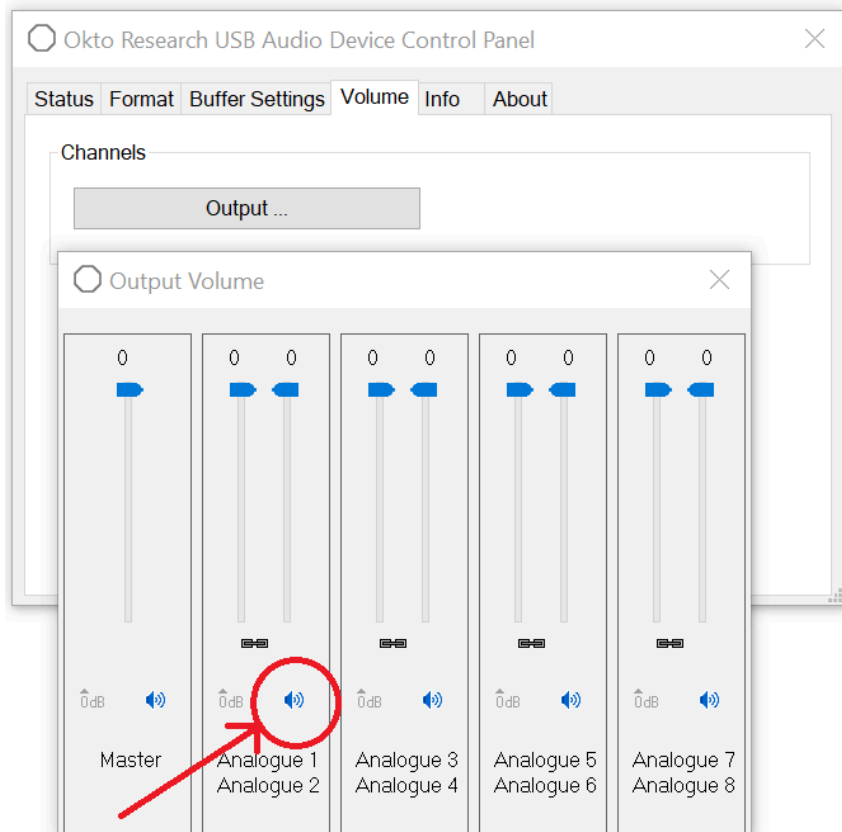 Okto Research USB Audio Device Control Panel
Status Format Buffer Settings Volume Info About
Channels
Output ...
Output Volume
0 0 0 0 0 0 0 0 0
0dB 0dB 0dB 0dB 0dB
Master Analogue 1 Analogue 3 Analogue 5 Analogue 7
Analogue 2 Analogue 4 Analogue 6 Analogue 8